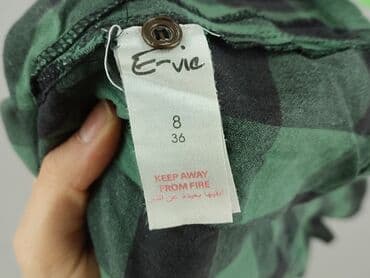 E-vie
8
36
KEEP AWAY
FROM FIRE